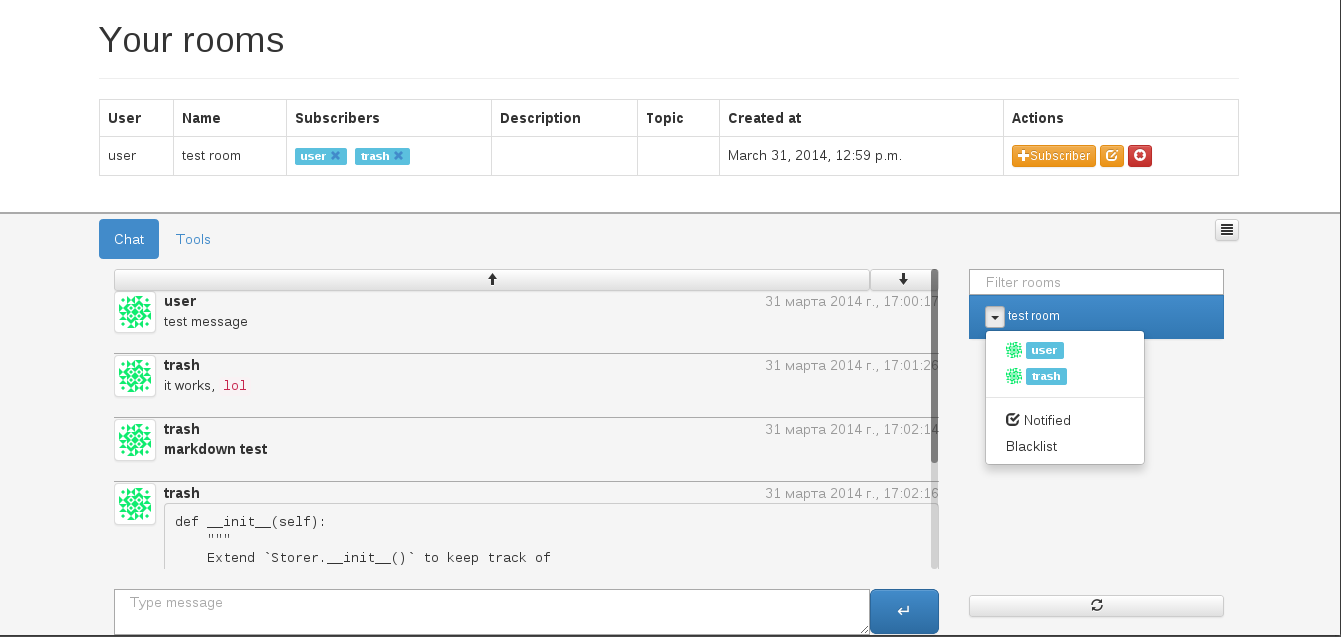 Your rooms
User Name Subscribers Description Topic Created at Actions
user test room user trash March 31, 2014, 12:59 p.m. Subscriber
Chat Tools
Filter rooms
user 31 марта 2014 г., 17:00:17
test message
test room
user
trash
Notified
Blacklist
trash 31 марта 2014 г., 17:01:26
it works, lol
trash 31 марта 2014 г., 17:02:14
markdown test
trash 31 марта 2014 г., 17:02:16
def __init__(self):
"""
Extend `Storer.__init__()` to keep track of
Type message